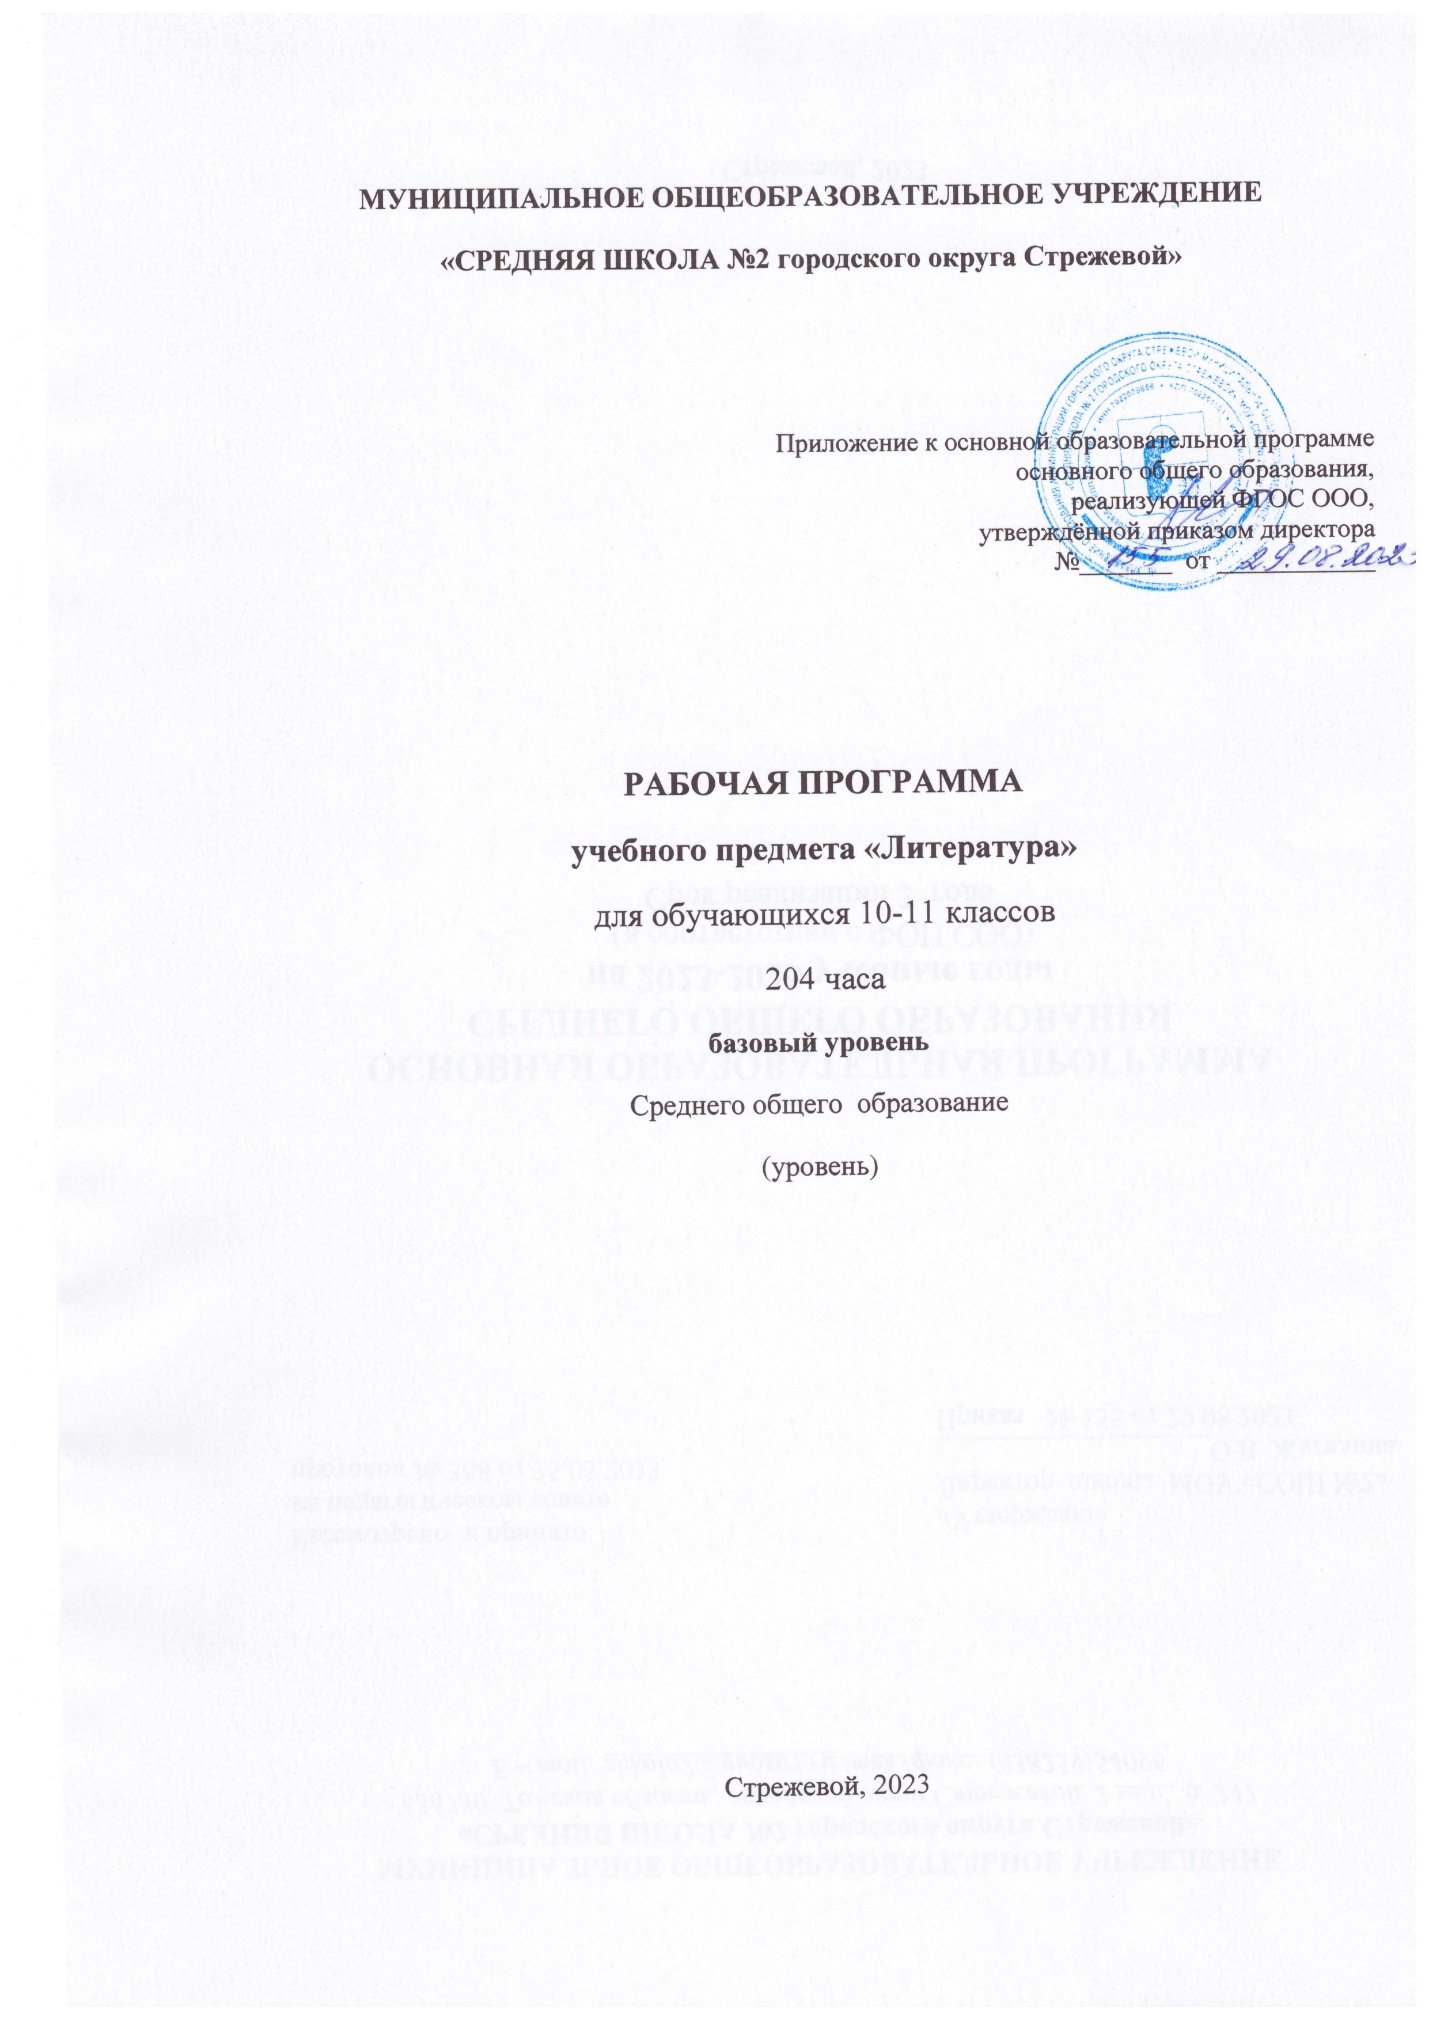 МУНИЦИПАЛЬНОЕ ОБЩЕОБРАЗОВАТЕЛЬНОЕ УЧРЕЖДЕНИЕ
«СРЕДНЯЯ ШКОЛА №2 городского округа Стрежевой»
Приложение к основной образовательной программе
основного общего образования,
реализующей ФГОС ООО,
утверждённой приказом директора
№ 155 от 29.08.2023
РАБОЧАЯ ПРОГРАММА
учебного предмета «Литература»
для обучающихся 10-11 классов
204 часа
базовый уровень
Среднего общего образование
(уровень)
Стрежевой, 2023